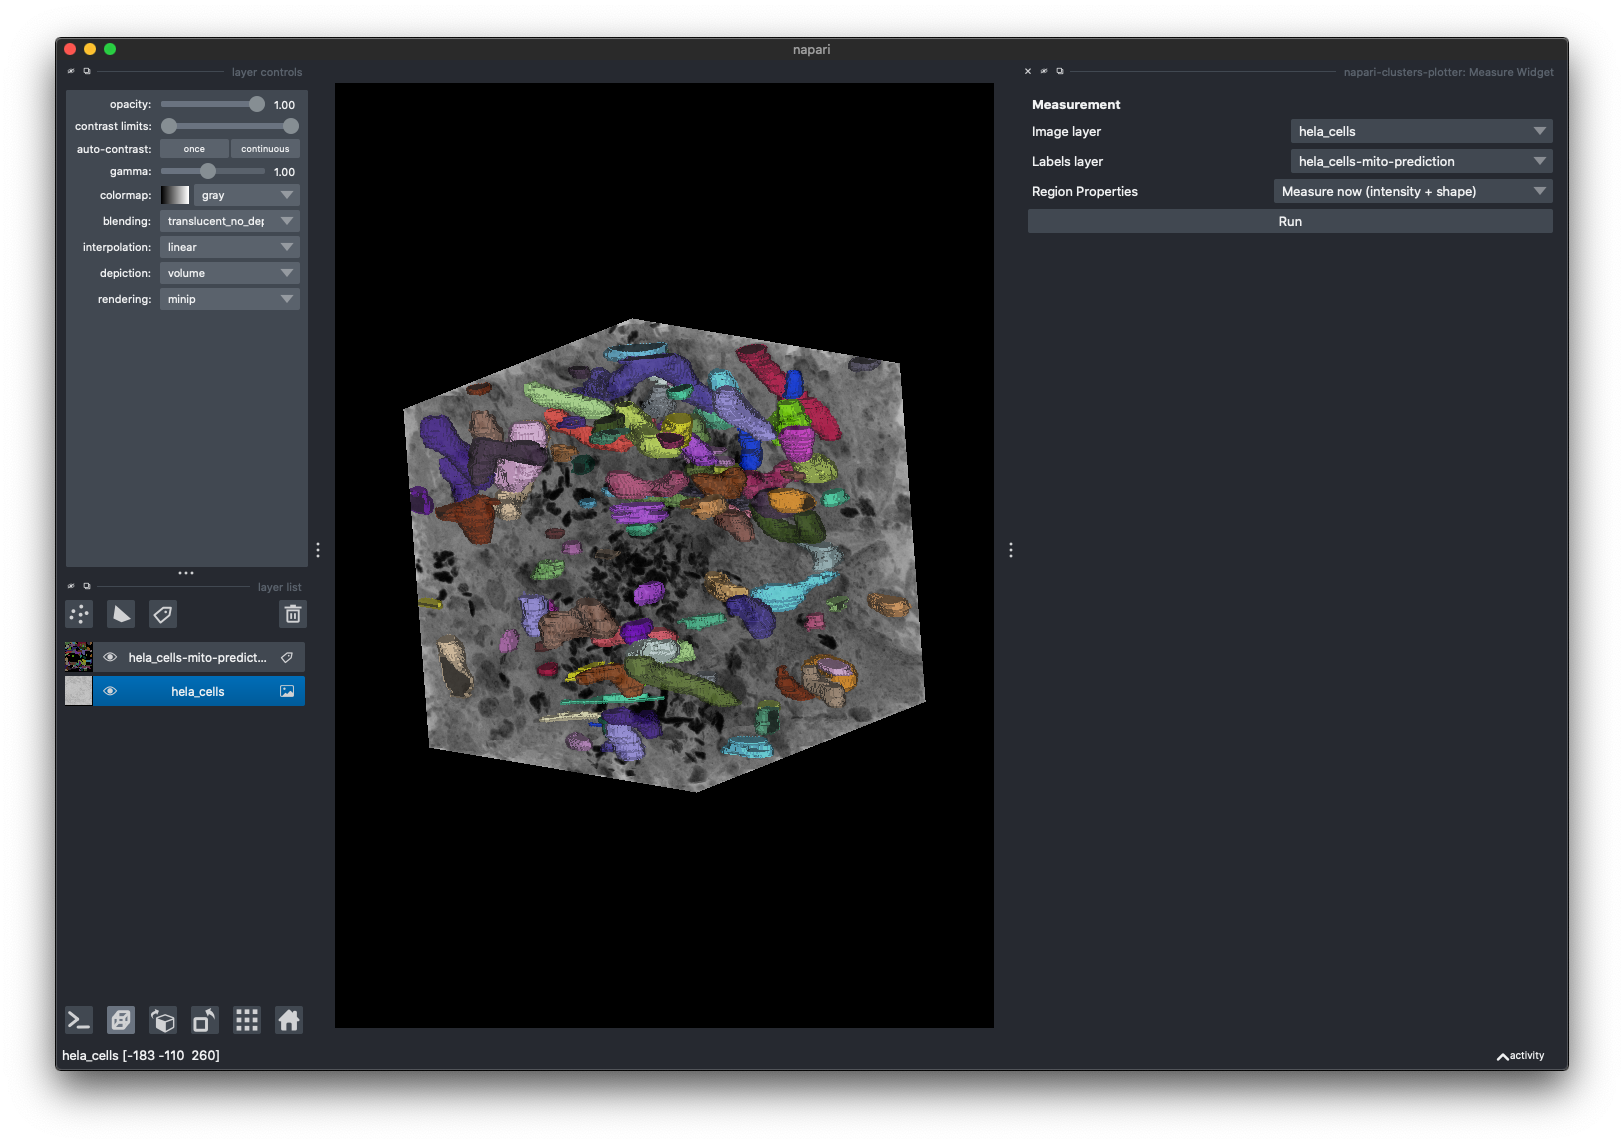 napari
layer controls
opacity: 1.00
contrast limits:
auto-contrast: once continuous
gamma: 1.00
colormap: gray
blending: translucent_no_dep
interpolation: linear
depiction: volume
rendering: minip
layer list
hela_cells-mito-predict...
hela_cells
hela_cells [-183 -110 260]
napari-clusters-plotter: Measure Widget
Measurement
Image layer hela_cells
Labels layer hela_cells-mito-prediction
Region Properties Measure now (intensity + shape)
Run
activity